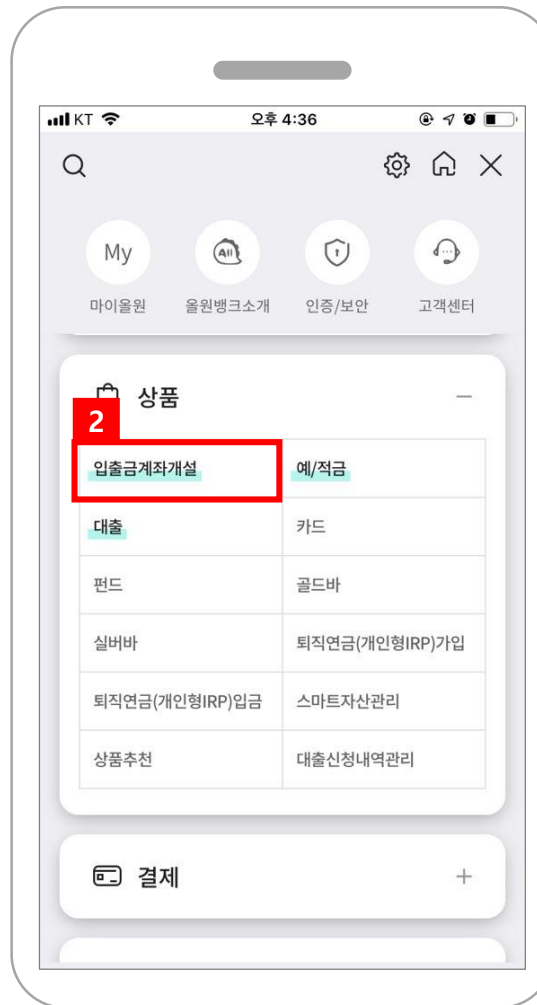 KT 오후 4:36
My All
마이올원 올원뱅크소개 인증/보안 고객센터
상품
2
입출금계좌개설 예/적금
대출 카드
펀드 골드바
실버바 퇴직연금(개인형IRP)가입
퇴직연금(개인형IRP)입금 스마트자산관리
상품추천 대출신청내역관리
결제